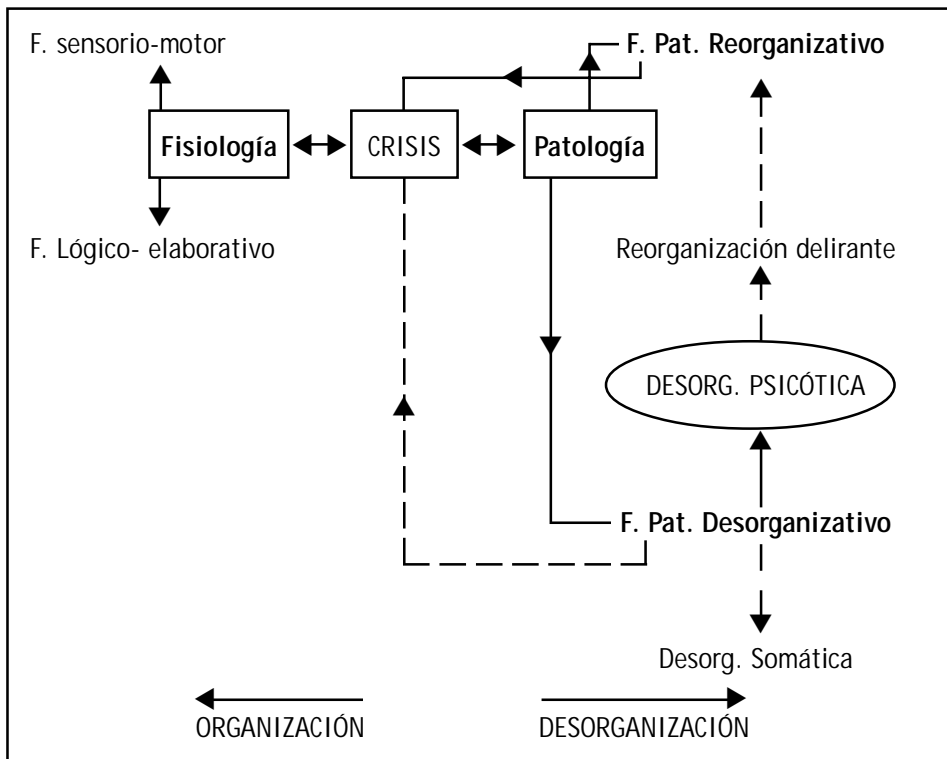 F. sensorio-motor
F. Pat. Reorganizativo
Fisiología
CRISIS
Patología
F. Lógico- elaborativo
Reorganización delirante
DESORG. PSICÓTICA
F. Pat. Desorganizativo
Desorg. Somática
ORGANIZACIÓN
DESORGANIZACIÓN